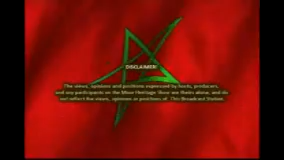 DISCLAIMER!
The views, opinions and positions expressed by hosts, producers,
and any participants on the Moor Heritage Show are theirs alone, and do
not reflect the views, opinions or positions of. This Broadcast Station.